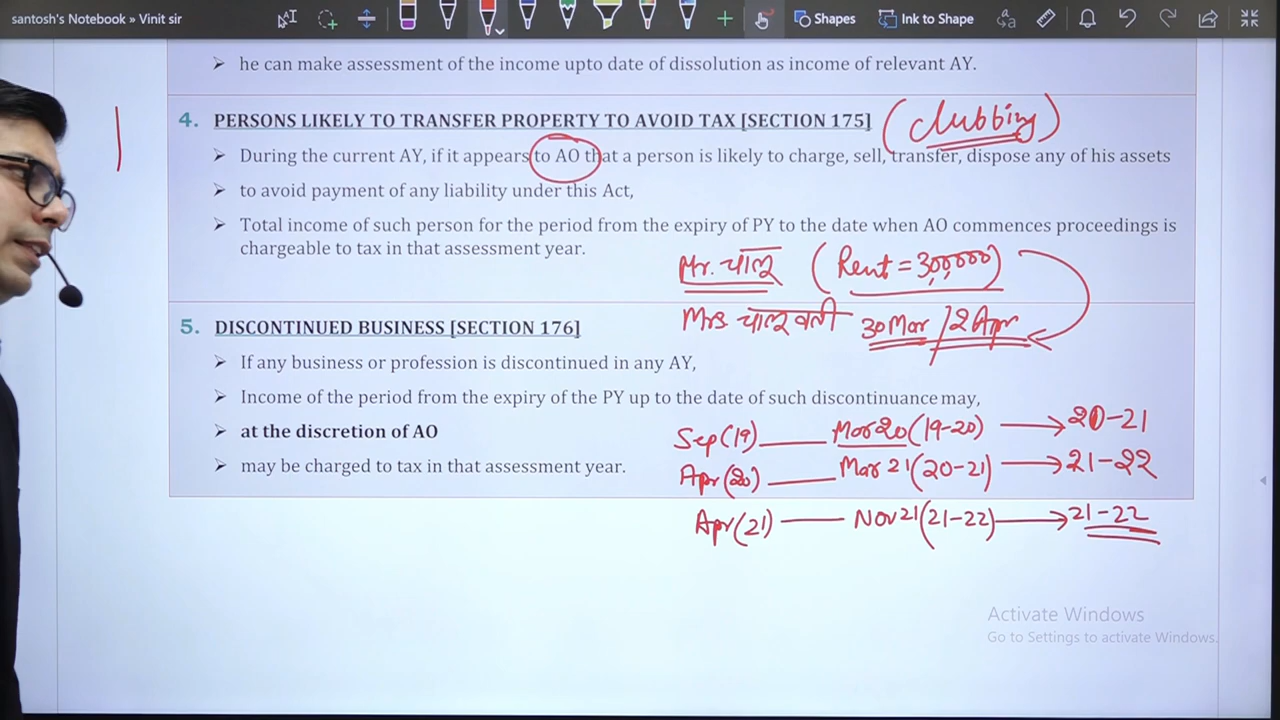 santosh's Notebook » Vinit sir
Shapes
Ink to Shape
➢ he can make assessment of the income upto date of dissolution as income of relevant AY.
4. PERSONS LIKELY TO TRANSFER PROPERTY TO AVOID TAX [SECTION 175] (clubbing)
➢ During the current AY, if it appears to AO that a person is likely to charge, sell, transfer, dispose any of his assets
➢ to avoid payment of any liability under this Act,
➢ Total income of such person for the period from the expiry of PY to the date when AO commences proceedings is
chargeable to tax in that assessment year.
Mr. चालू (Rent = 300,000)
Mrs. चालू वाली 30 Mar / 2 Apr
5. DISCONTINUED BUSINESS [SECTION 176]
➢ If any business or profession is discontinued in any AY,
➢ Income of the period from the expiry of the PY up to the date of such discontinuance may,
➢ at the discretion of AO
➢ may be charged to tax in that assessment year.
Sep (19) — Mar 20 (19-20) → 20-21
Apr (20) — Mar 21 (20-21) → 21-22
Apr (21) — Nov 21 (21-22) → 21-22
Activate Windows
Go to Settings to activate Windows.